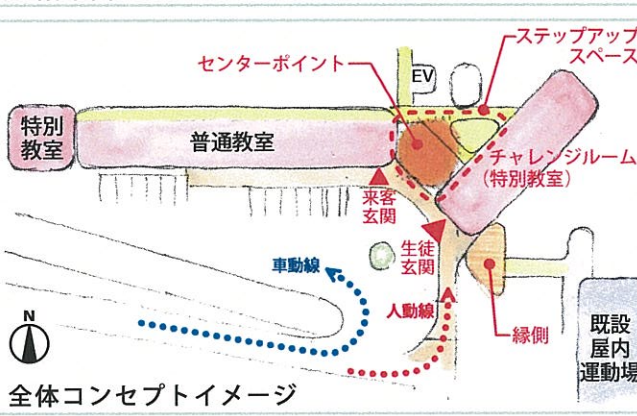 ステップアップ
スペース
センターポイント
EV
特別
教室
普通教室
チャレンジルーム
(特別教室)
来客
玄関
生徒
玄関
車動線
人動線
縁側
既設
屋内
運動場
N
全体コンセプトイメージ